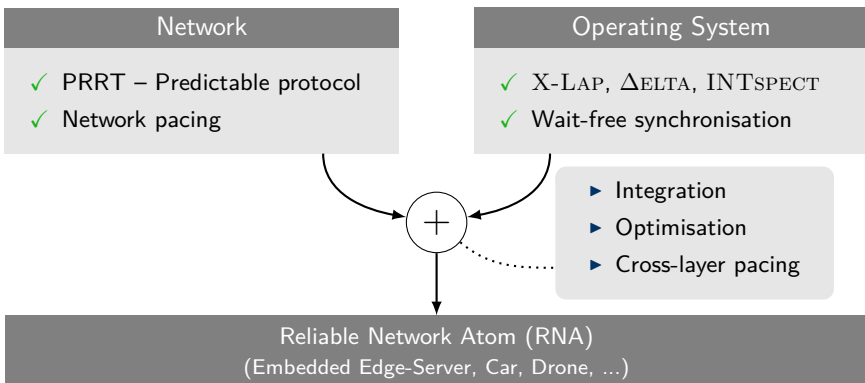 Network
✓ PRRT – Predictable protocol
✓ Network pacing
Operating System
✓ X-LAP, ΔELTA, INTSPECT
✓ Wait-free synchronisation
▶ Integration
▶ Optimisation
▶ Cross-layer pacing
+
Reliable Network Atom (RNA)
(Embedded Edge-Server, Car, Drone, ...)